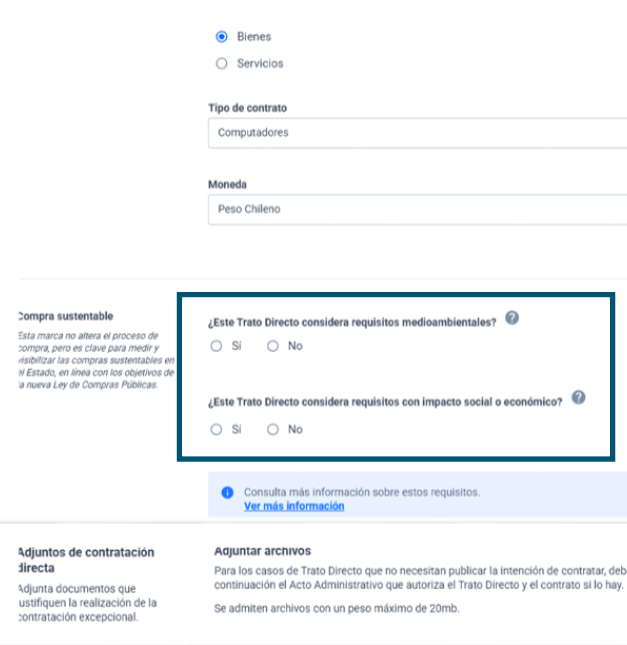 Bienes
Servicios
Tipo de contrato
Computadores
Moneda
Peso Chileno
Compra sustentable
Esta marca no altera el proceso de
compra, pero es clave para medir y
visibilizar las compras sustentables en
el Estado, en línea con los objetivos de
la nueva Ley de Compras Públicas.
¿Este Trato Directo considera requisitos medioambientales? ?
Sí No
¿Este Trato Directo considera requisitos con impacto social o económico? ?
Sí No
Consulta más información sobre estos requisitos.
Ver más información
Adjuntos de contratación
directa
Adjunta documentos que
justifiquen la realización de la
contratación excepcional.
Adjuntar archivos
Para los casos de Trato Directo que no necesitan publicar la intención de contratar, deb
continuación el Acto Administrativo que autoriza el Trato Directo y el contrato si lo hay.
Se admiten archivos con un peso máximo de 20mb.